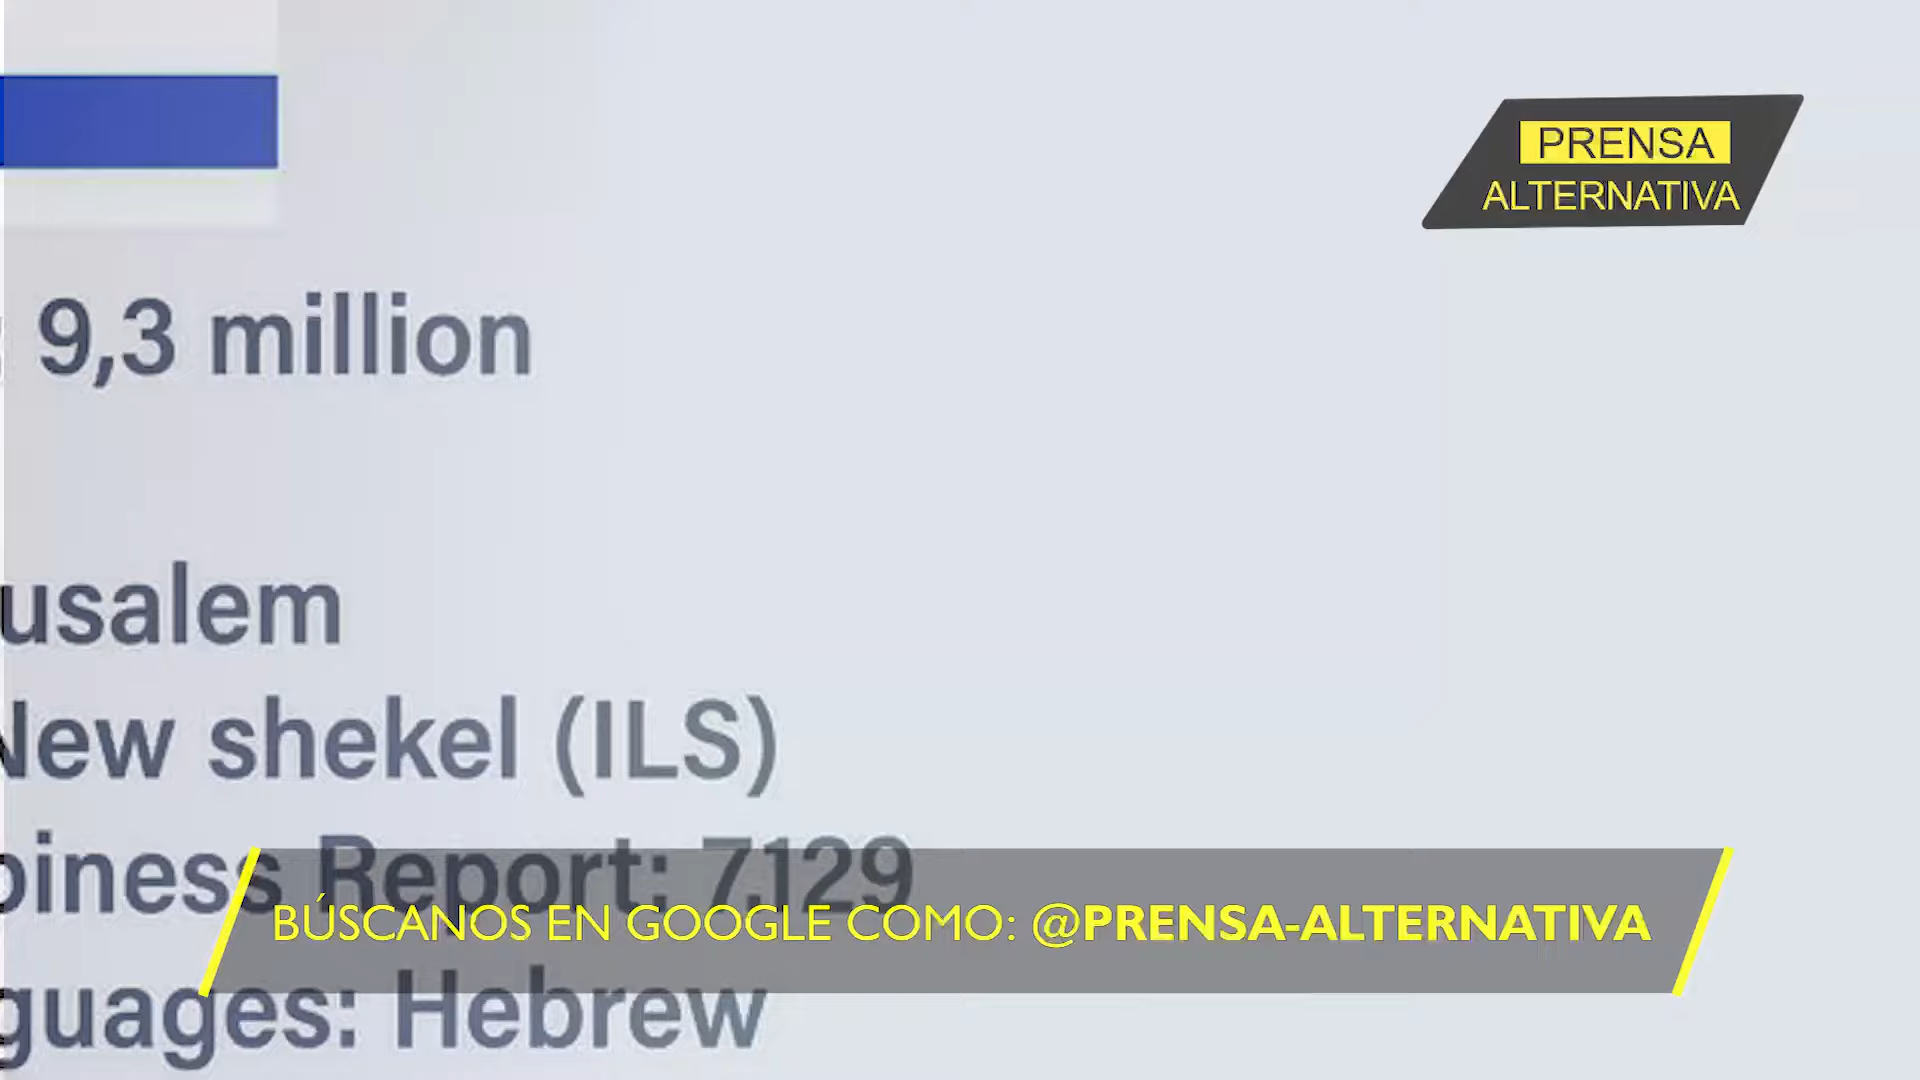 PRENSA
ALTERNATIVA
9,3 million
usalem
New shekel (ILS)
piness Report: 7.129
BÚSCANOS EN GOOGLE COMO: @PRENSA-ALTERNATIVA
guages: Hebrew